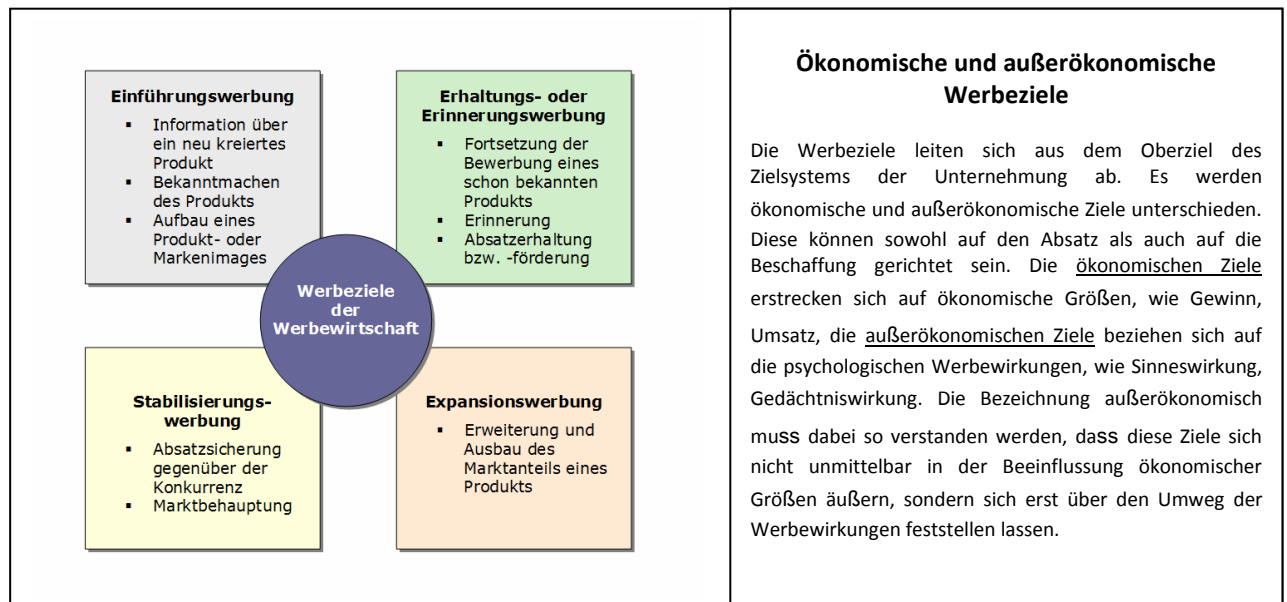 Einführungswerbung
▪ Information über
ein neu kreiertes
Produkt
▪ Bekanntmachen
des Produkts
▪ Aufbau eines
Produkt- oder
Markenimages
Erhaltungs- oder
Erinnerungswerbung
▪ Fortsetzung der
Bewerbung eines
schon bekannten
Produkts
▪ Erinnerung
▪ Absatzerhaltung
bzw. -förderung
Werbeziele
der
Werbewirtschaft
Stabilisierungs-
werbung
▪ Absatzsicherung
gegenüber der
Konkurrenz
▪ Marktbehauptung
Expansionswerbung
▪ Erweiterung und
Ausbau des
Marktanteils eines
Produkts
Ökonomische und außerökonomische
Werbeziele
Die Werbeziele leiten sich aus dem Oberziel des
Zielsystems der Unternehmung ab. Es werden
ökonomische und außerökonomische Ziele unterschieden.
Diese können sowohl auf den Absatz als auch auf die
Beschaffung gerichtet sein. Die ökonomischen Ziele
erstrecken sich auf ökonomische Größen, wie Gewinn,
Umsatz, die außerökonomischen Ziele beziehen sich auf
die psychologischen Werbewirkungen, wie Sinneswirkung,
Gedächtniswirkung. Die Bezeichnung außerökonomisch
muss dabei so verstanden werden, dass diese Ziele sich
nicht unmittelbar in der Beeinflussung ökonomischer
Größen äußern, sondern sich erst über den Umweg der
Werbewirkungen feststellen lassen.